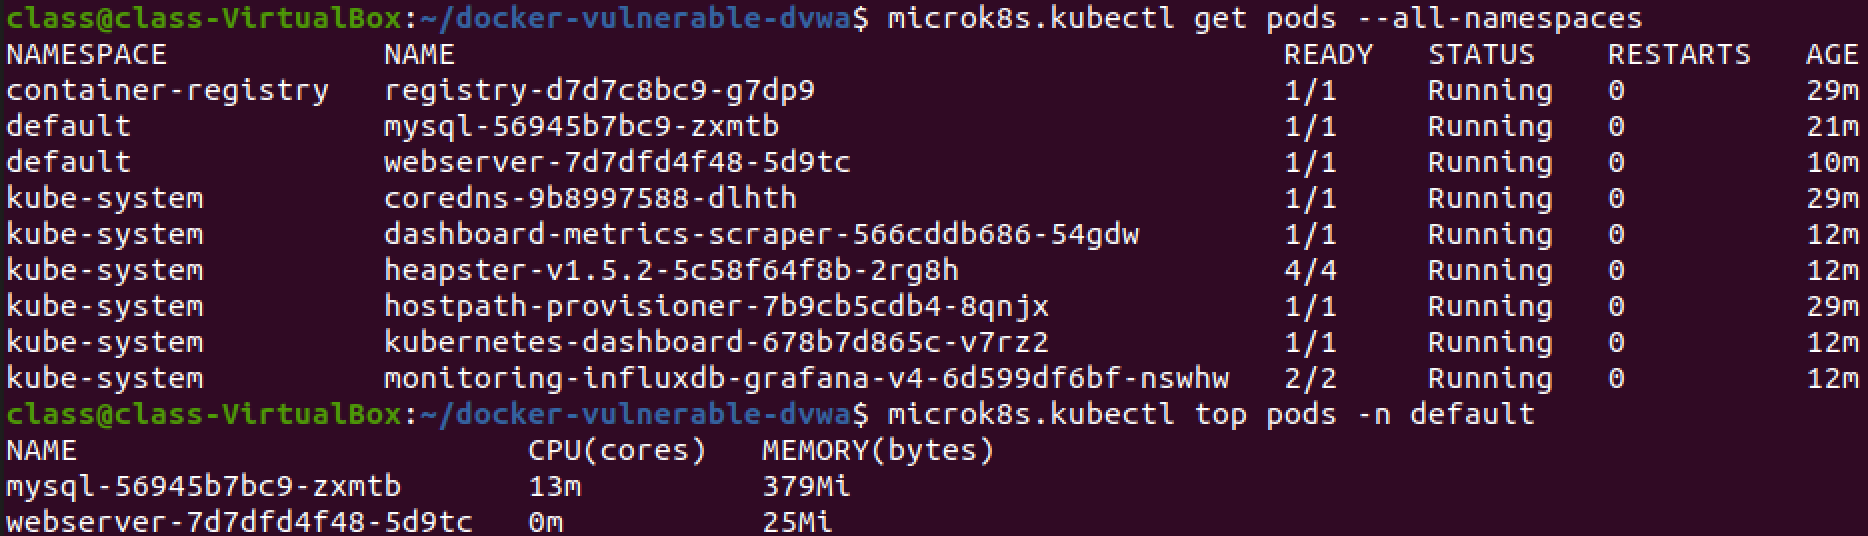 class@class-VirtualBox:~/docker-vulnerable-dvwa$ microk8s.kubectl get pods --all-namespaces
NAMESPACE            NAME                                              READY   STATUS    RESTARTS   AGE
container-registry   registry-d7d7c8bc9-g7dp9                          1/1     Running   0          29m
default              mysql-56945b7bc9-zxmtb                            1/1     Running   0          21m
default              webserver-7d7dfd4f48-5d9tc                        1/1     Running   0          10m
kube-system          coredns-9b8997588-dlhth                           1/1     Running   0          29m
kube-system          dashboard-metrics-scraper-566cddb686-54gdw        1/1     Running   0          12m
kube-system          heapster-v1.5.2-5c58f64f8b-2rg8h                  4/4     Running   0          12m
kube-system          hostpath-provisioner-7b9cb5cdb4-8qnjx             1/1     Running   0          29m
kube-system          kubernetes-dashboard-678b7d865c-v7rz2             1/1     Running   0          12m
kube-system          monitoring-influxdb-grafana-v4-6d599df6bf-nswhw   2/2     Running   0          12m
class@class-VirtualBox:~/docker-vulnerable-dvwa$ microk8s.kubectl top pods -n default
NAME                         CPU(cores)   MEMORY(bytes)
mysql-56945b7bc9-zxmtb       13m          379Mi
webserver-7d7dfd4f48-5d9tc   0m           25Mi